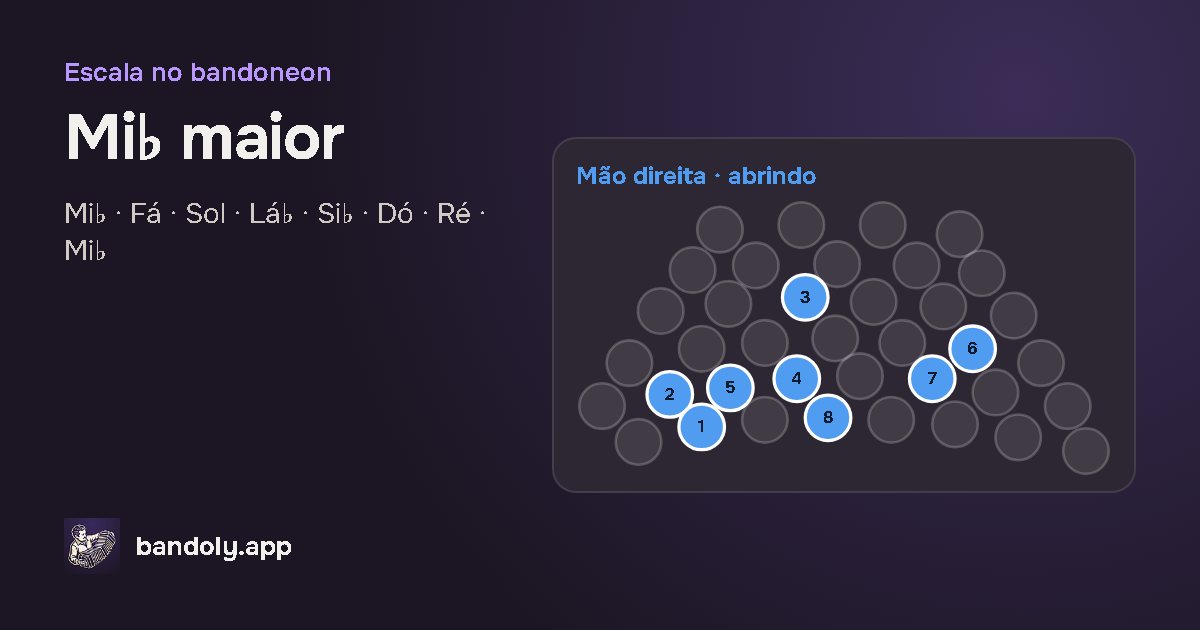 Escala no bandoneon
Mi♭ maior
Mi♭ · Fá · Sol · Lá♭ · Si♭ · Dó · Ré ·
Mi♭
Mão direita · abrindo
3
6
2
5
4
7
1
8
bandoly.app